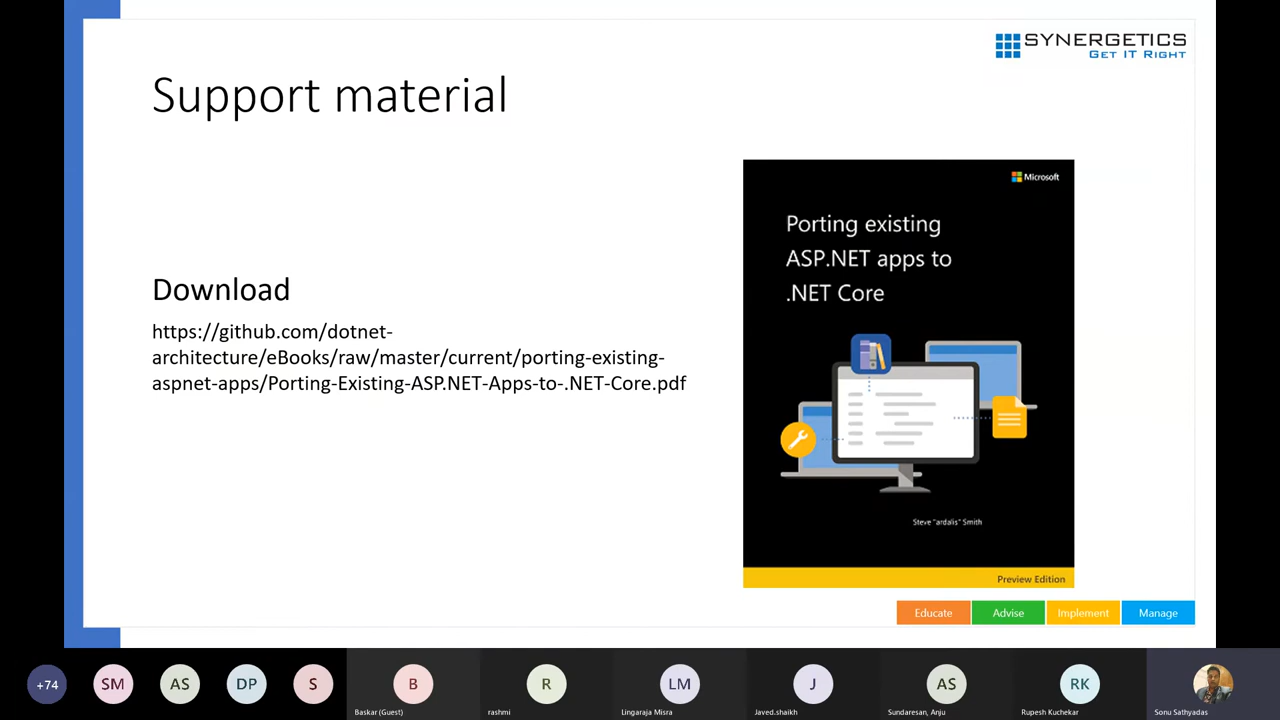 SYNERGETICS
GET IT RIGHT
Support material
Download
https://github.com/dotnet-
architecture/eBooks/raw/master/current/porting-existing-
aspnet-apps/Porting-Existing-ASP.NET-Apps-to-.NET-Core.pdf
Microsoft
Porting existing
ASP.NET apps to
.NET Core
Steve "ardalis" Smith
Preview Edition
Educate
Advise
Implement
Manage
+74
SM
AS
DP
S
B
R
LM
J
AS
RK
Baskar (Guest)
rashmi
Lingaraja Misra
Javed.shaikh
Sundaresan, Anju
Rupesh Kuchekar
Sonu Sathyadas